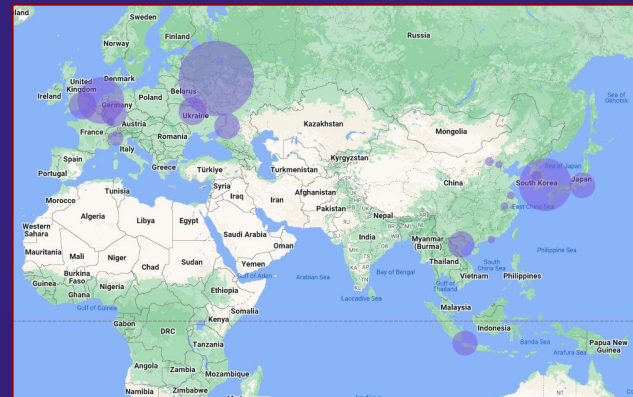 land
Sweden
Finland
Russia
Norway
United
Kingdom
Denmark
Belarus
Ireland
Poland
Germany
Sea of
Okhotsk
Ukraine
Austria
France
Romania
Kazakhstan
Mongolia
Italy
Spain
Greece
Türkiye
Turkmenistan
Kyrgyzstan
Portugal
Sea of Japan
China
South Korea
Japan
Tunisia
Syria
Iraq
Iran
Afghanistan
Morocco
Pakistan
East China Sea
Nepal
Algeria
Libya
Egypt
Western
Sahara
Saudi Arabia
India
Myanmar
(Burma)
Oman
Mauritania
Mali
Niger
Chad
Sudan
Yemen
Philippine Sea
Thailand
South
China Sea
Vietnam
Philippines
Burkina
Faso
Gulf of Aden
Arabian Sea
Bay of Bengal
Guinea
Nigeria
Ethiopia
Gulf of
Thailand
Ghana
Laccadive Sea
Gulf of Guinea
Somalia
Malaysia
Gabon
Kenya
DRC
Indonesia
Tanzania
Banda Sea
Papua New
Guinea
Arafura Sea
Angola
Zambia
Mozambique
Namibia
Zimbabwe
NT